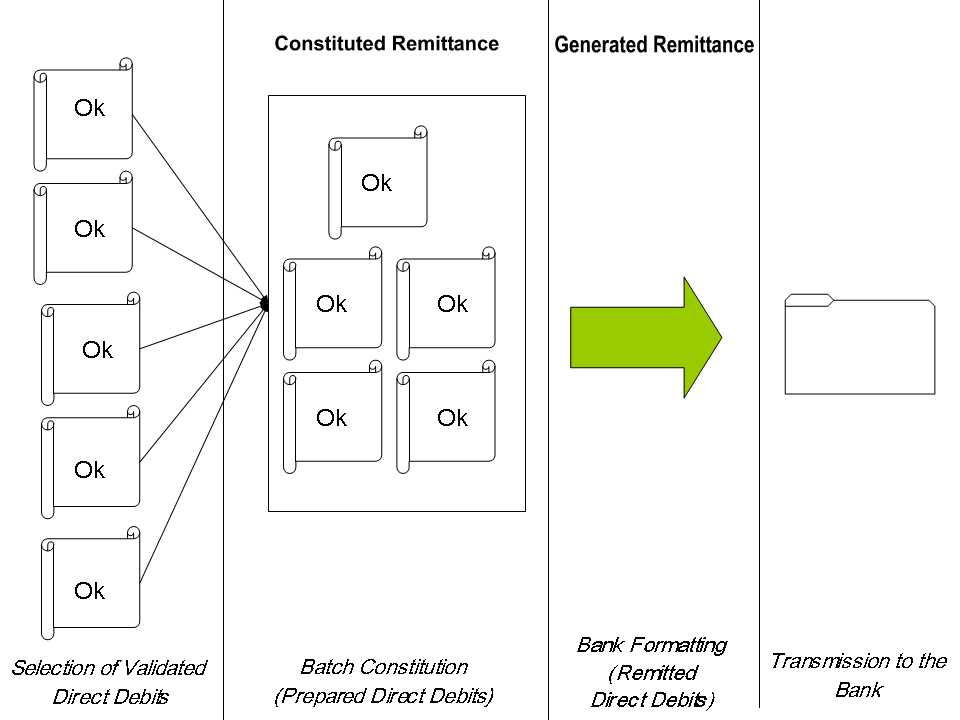 Constituted Remittance
Generated Remittance
Ok
Ok
Ok
Ok
Ok
Ok
Ok
Ok
Ok
Ok
Selection of Validated
Direct Debits
Batch Constitution
(Prepared Direct Debits)
Bank Formatting
(Remitted
Direct Debits)
Transmission to the
Bank